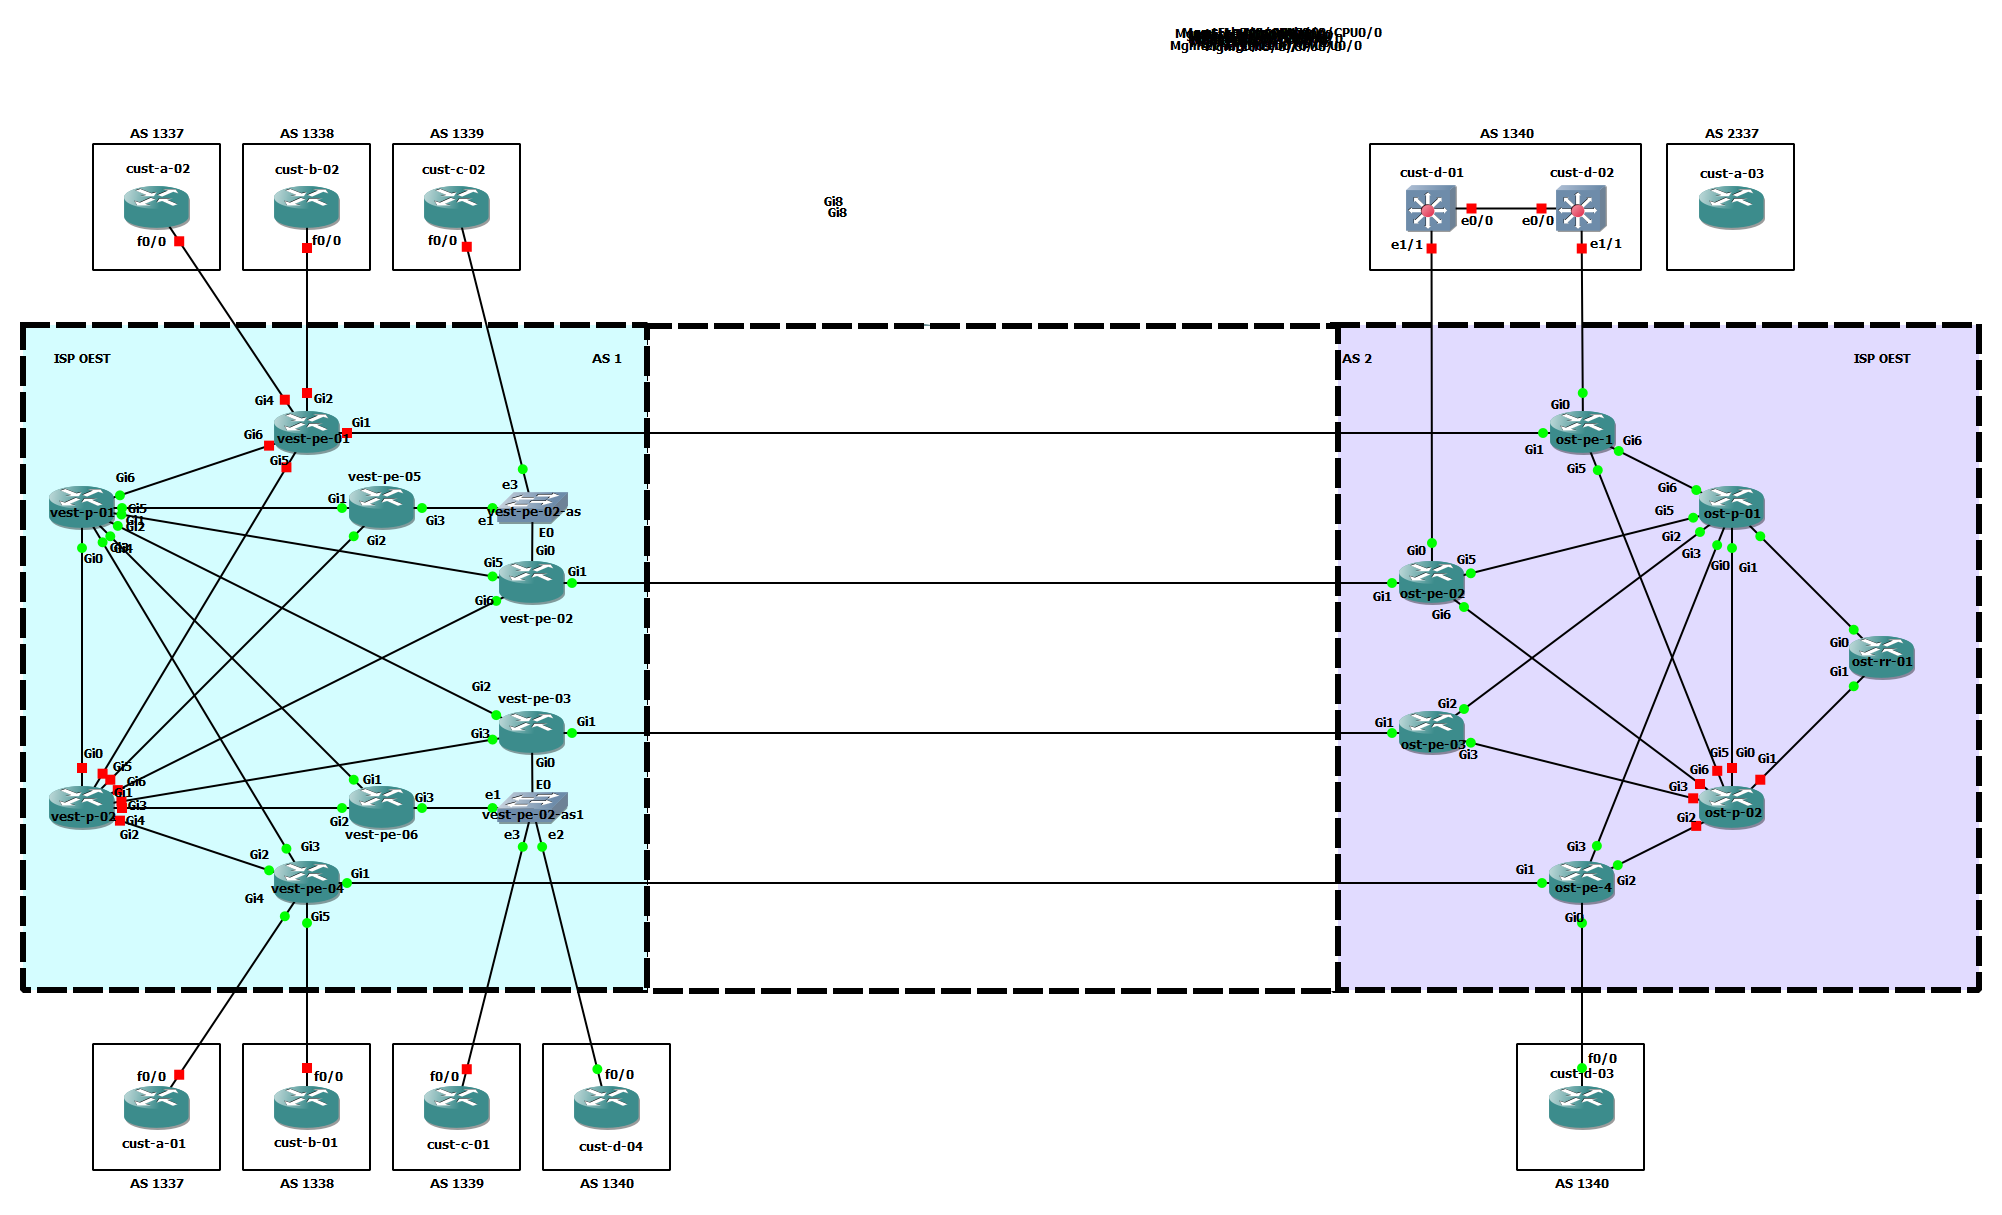 AS 1337
AS 1338
AS 1339
AS 1340
AS 2337
cust-a-02
cust-b-02
cust-c-02
cust-d-01
cust-d-02
cust-a-03
f0/0
f0/0
f0/0
Gi8
Gi8
e0/0
e0/0
e1/1
e1/1
ISP OEST
AS 1
AS 2
ISP OEST
Gi4
Gi2
Gi1
Gi6
vest-pe-01
Gi5
Gi0
ost-pe-1
Gi1
Gi6
Gi5
Gi6
vest-p-01
Gi5
Gi2
Gi0
vest-pe-05
Gi1
Gi3
Gi2
e3
vest-pe-02-as
e1
E0
Gi0
Gi5
Gi1
Gi6
vest-pe-02
Gi6
ost-p-01
Gi5
Gi2
Gi3
Gi0
Gi1
Gi0
Gi5
ost-pe-02
Gi1
Gi6
Gi0
ost-rr-01
Gi1
Gi2
vest-pe-03
Gi1
Gi3
Gi0
Gi2
Gi1
ost-pe-03
Gi3
Gi0
Gi5
Gi6
Gi1
Gi3
vest-p-02
Gi4
Gi2
Gi1
Gi3
Gi2
vest-pe-06
E0
e1
vest-pe-02-as1
e3
e2
Gi5
Gi0
Gi1
Gi6
Gi3
Gi2
ost-p-02
Gi2
Gi3
Gi1
vest-pe-04
Gi4
Gi5
Gi3
Gi1
ost-pe-4
Gi2
Gi0
f0/0
f0/0
f0/0
f0/0
f0/0
cust-d-03
cust-a-01
cust-b-01
cust-c-01
cust-d-04
AS 1337
AS 1338
AS 1339
AS 1340
AS 1340